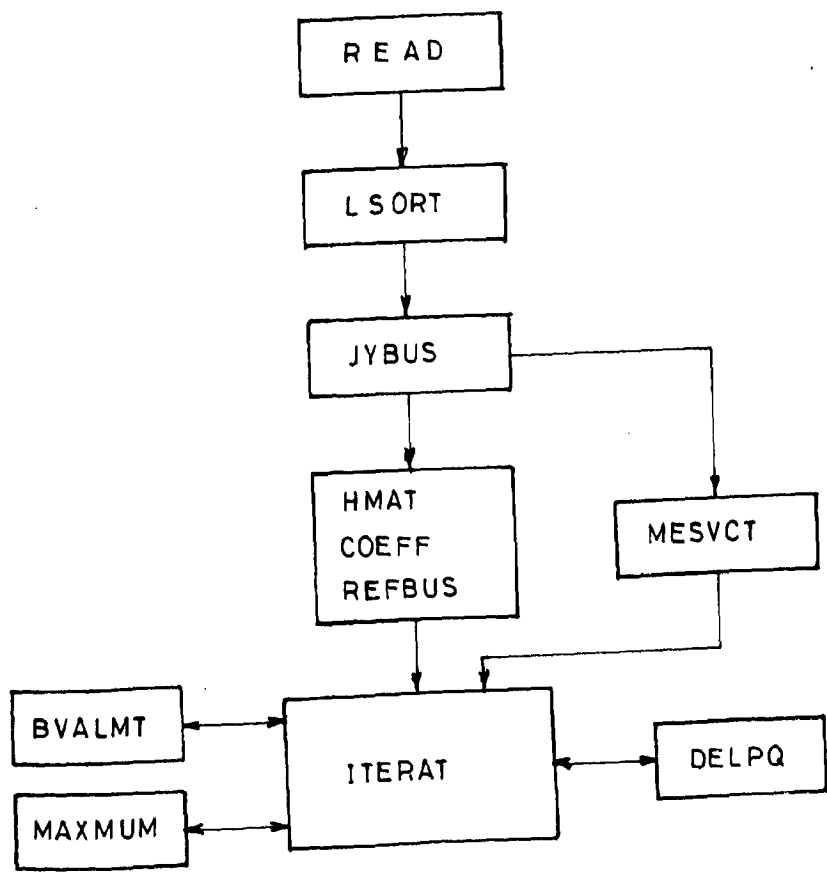 READ
LSORT
JYBUS
HMAT
COEFF
REFBUS
MESVCT
BVALMT
ITERAT
DELPQ
MAXMUM